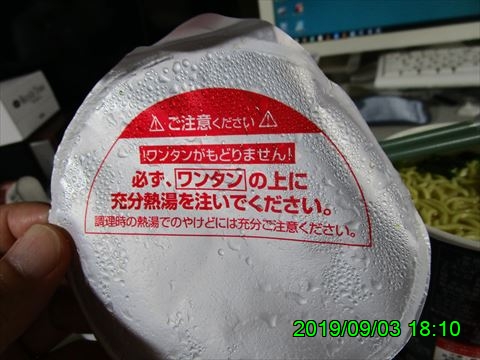 ⚠ご注意ください⚠
!ワンタンがもどりません!
必ず、ワンタンの上に
充分熱湯を注いでください。
調理時の熱湯でのやけどには充分ご注意ください。
2019/09/03 18:10